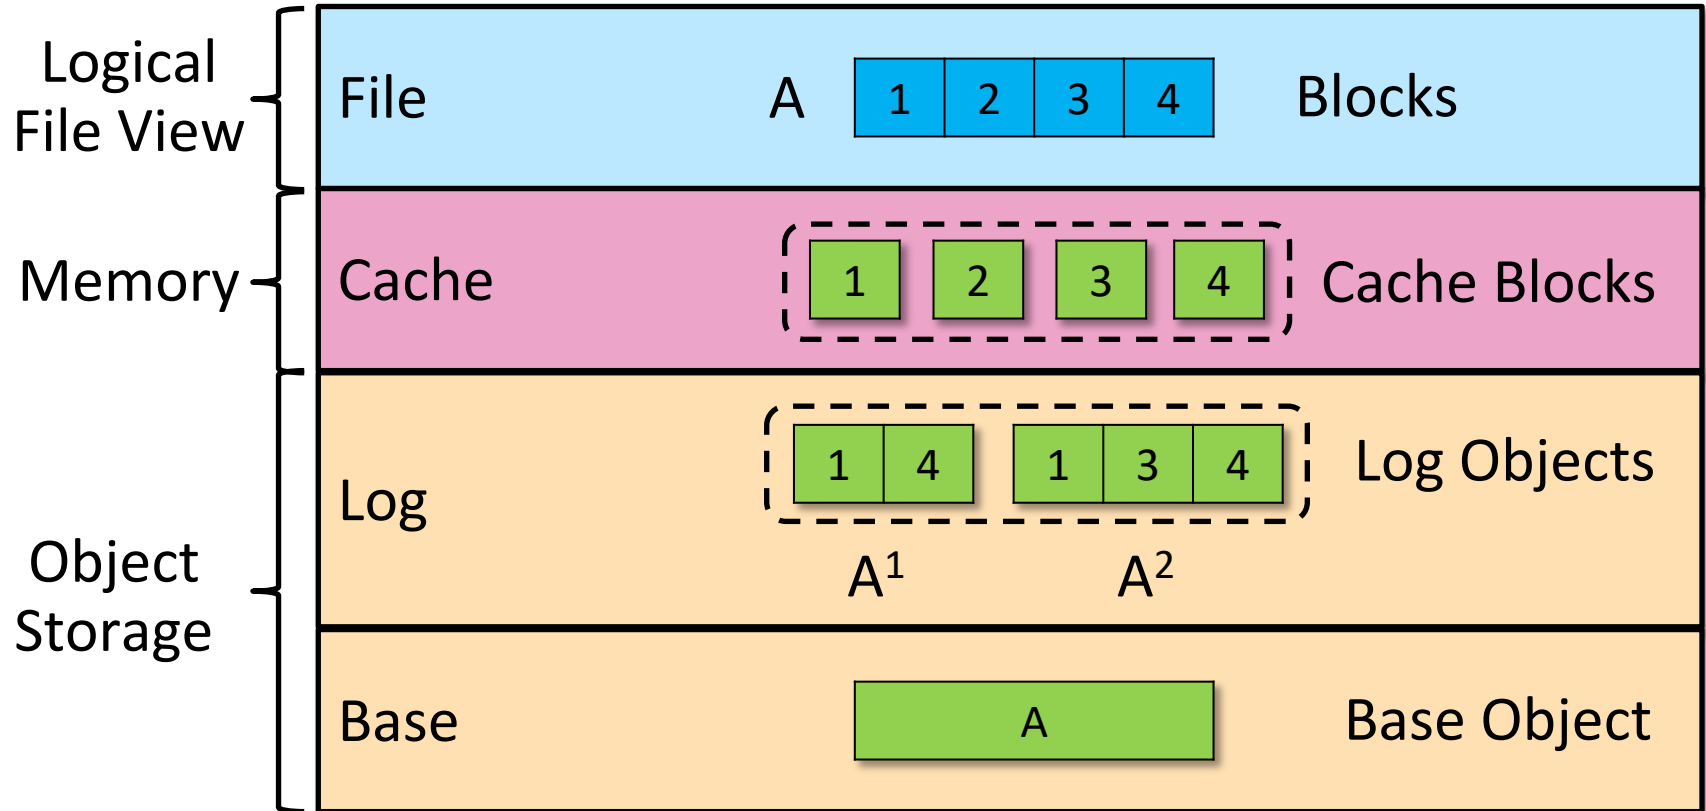 Logical
File View
File
A
1 2 3 4
Blocks
Memory
Cache
1 2 3 4
Cache Blocks
Object
Storage
Log
1 4 1 3 4
Log Objects
A¹ A²
Base
A
Base Object